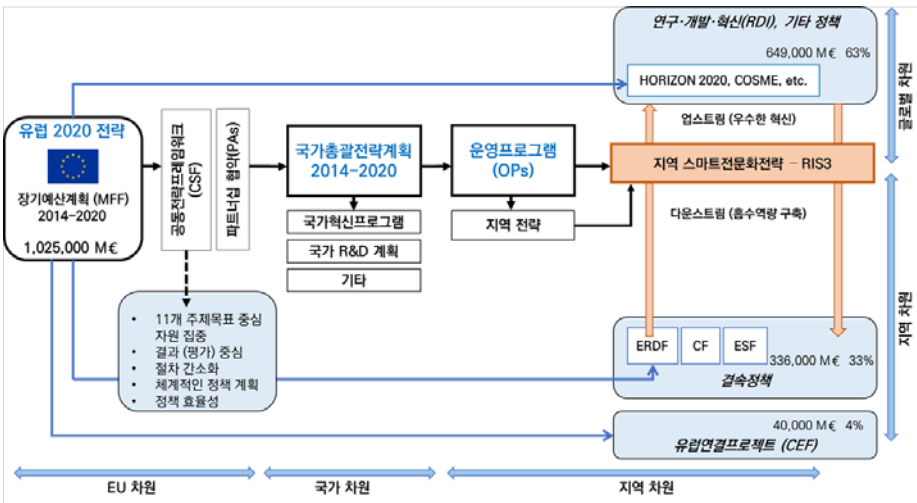 연구·개발·혁신(RDI), 기타 정책
649,000 M€ 63%
HORIZON 2020, COSME, etc.
글로벌 차원
업스트림 (우수한 혁신)
유럽 2020 전략
장기예산계획 (MFF)
2014-2020
1,025,000 M€
공동전략프레임워크
(CSF)
파트너십 협약(PAs)
국가총괄전략계획
2014-2020
국가혁신프로그램
국가 R&D 계획
기타
운영프로그램
(OPs)
지역 전략
지역 스마트전문화전략 - RIS3
다운스트림 (흡수역량 구축)
지역 차원
• 11개 주제목표 중심
자원 집중
• 결과 (평가) 중심
• 절차 간소화
• 체계적인 정책 계획
• 정책 효율성
ERDF
CF
ESF
336,000 M€ 33%
결속정책
40,000 M€ 4%
유럽연결프로젝트 (CEF)
EU 차원
국가 차원
지역 차원